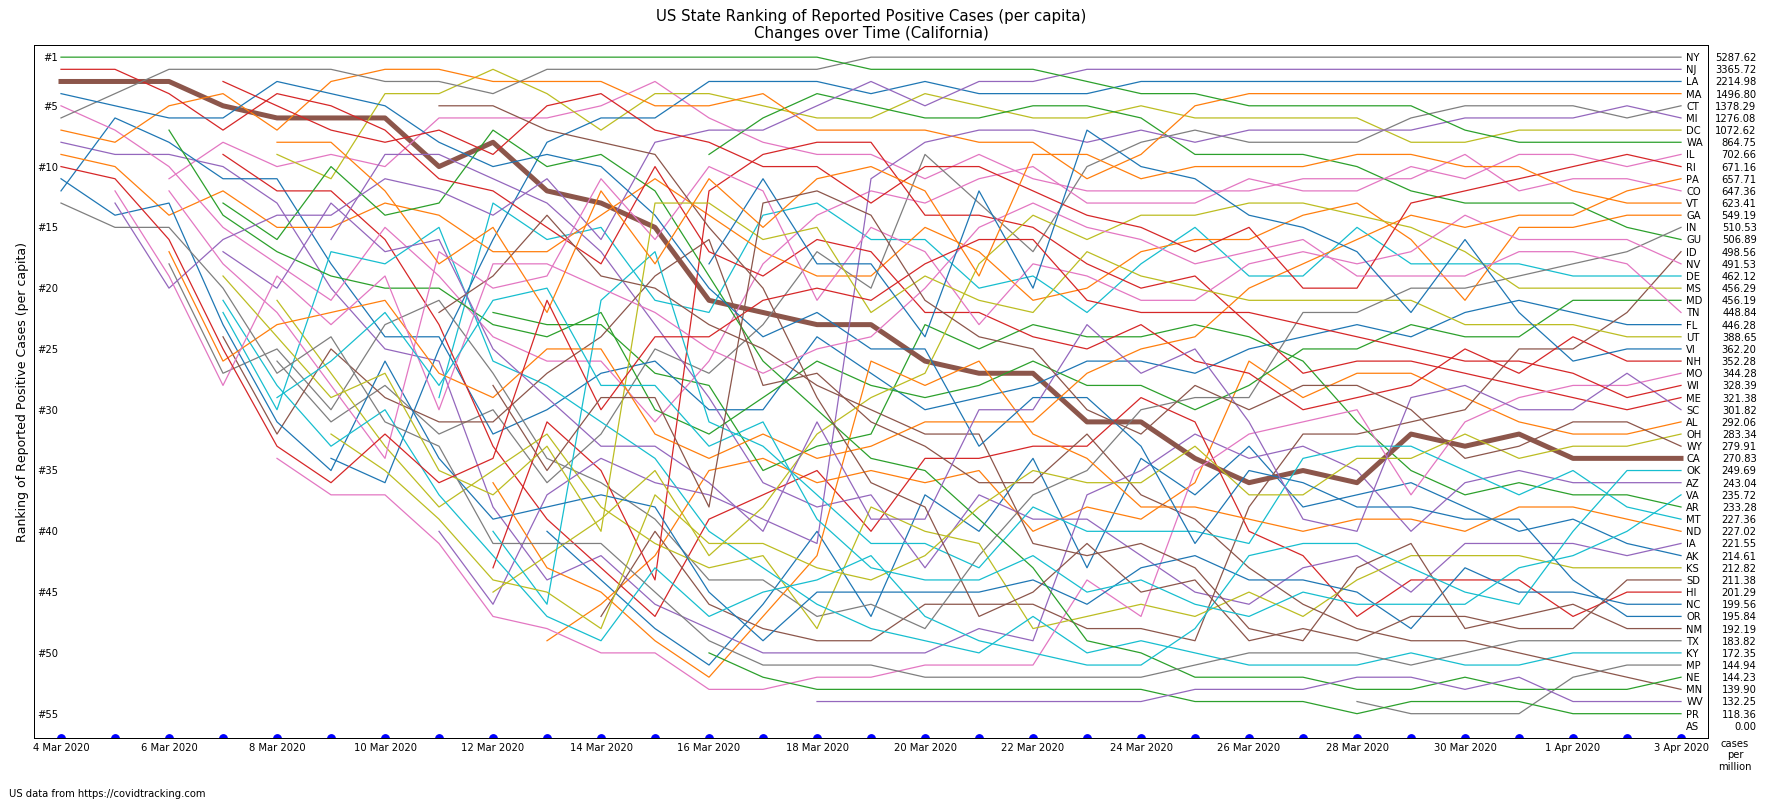 US State Ranking of Reported Positive Cases (per capita)
Changes over Time (California)
Ranking of Reported Positive Cases (per capita)
#1
#5
#10
#15
#20
#25
#30
#35
#40
#45
#50
#55
NY 5287.62
NJ 3365.72
LA 2214.98
MA 1496.80
CT 1378.29
MI 1276.08
DC 1072.62
WA 864.75
IL 702.66
RI 671.16
PA 657.71
CO 647.36
VT 623.41
GA 549.19
IN 510.53
GU 506.89
ID 498.56
NV 491.53
DE 462.12
MS 456.29
MD 456.19
TN 448.84
FL 446.28
UT 388.65
VI 362.20
NH 352.28
MO 344.28
WI 328.39
ME 321.38
SC 301.82
AL 292.06
OH 283.34
WY 279.91
CA 270.83
OK 249.69
AZ 243.04
VA 235.72
AR 233.28
MT 227.36
ND 227.02
IA 221.55
AK 214.61
KS 212.82
SD 211.38
HI 201.29
NC 199.56
OR 195.84
NM 192.19
TX 183.82
KY 172.35
MP 144.94
NE 144.23
MN 139.90
WV 132.25
PR 118.36
AS 0.00
4 Mar 2020 6 Mar 2020 8 Mar 2020 10 Mar 2020 12 Mar 2020 14 Mar 2020 16 Mar 2020 18 Mar 2020 20 Mar 2020 22 Mar 2020 24 Mar 2020 26 Mar 2020 28 Mar 2020 30 Mar 2020 1 Apr 2020 3 Apr 2020
cases
per
million
US data from https://covidtracking.com